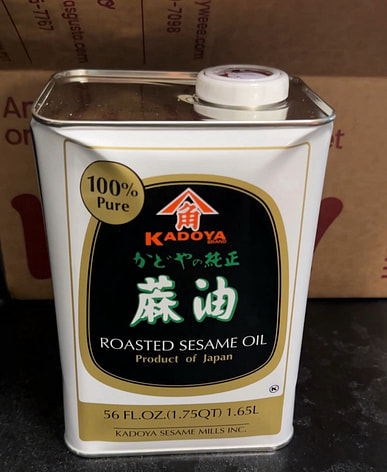 100%
Pure
角
KADOYA
BRAND
かどやの純正
蔴油
ROASTED SESAME OIL
Product of Japan
K
56 FL.OZ.(1.75QT) 1.65L
KADOYA SESAME MILLS INC.